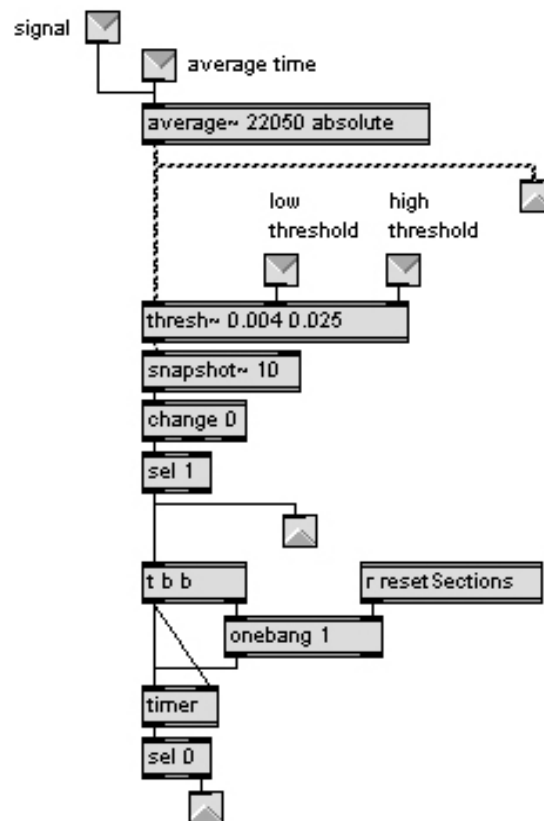 signal
average time
average~ 22050 absolute
low
threshold
high
threshold
thresh~ 0.004 0.025
snapshot~ 10
change 0
sel 1
t b b
r resetSections
onebang 1
timer
sel 0